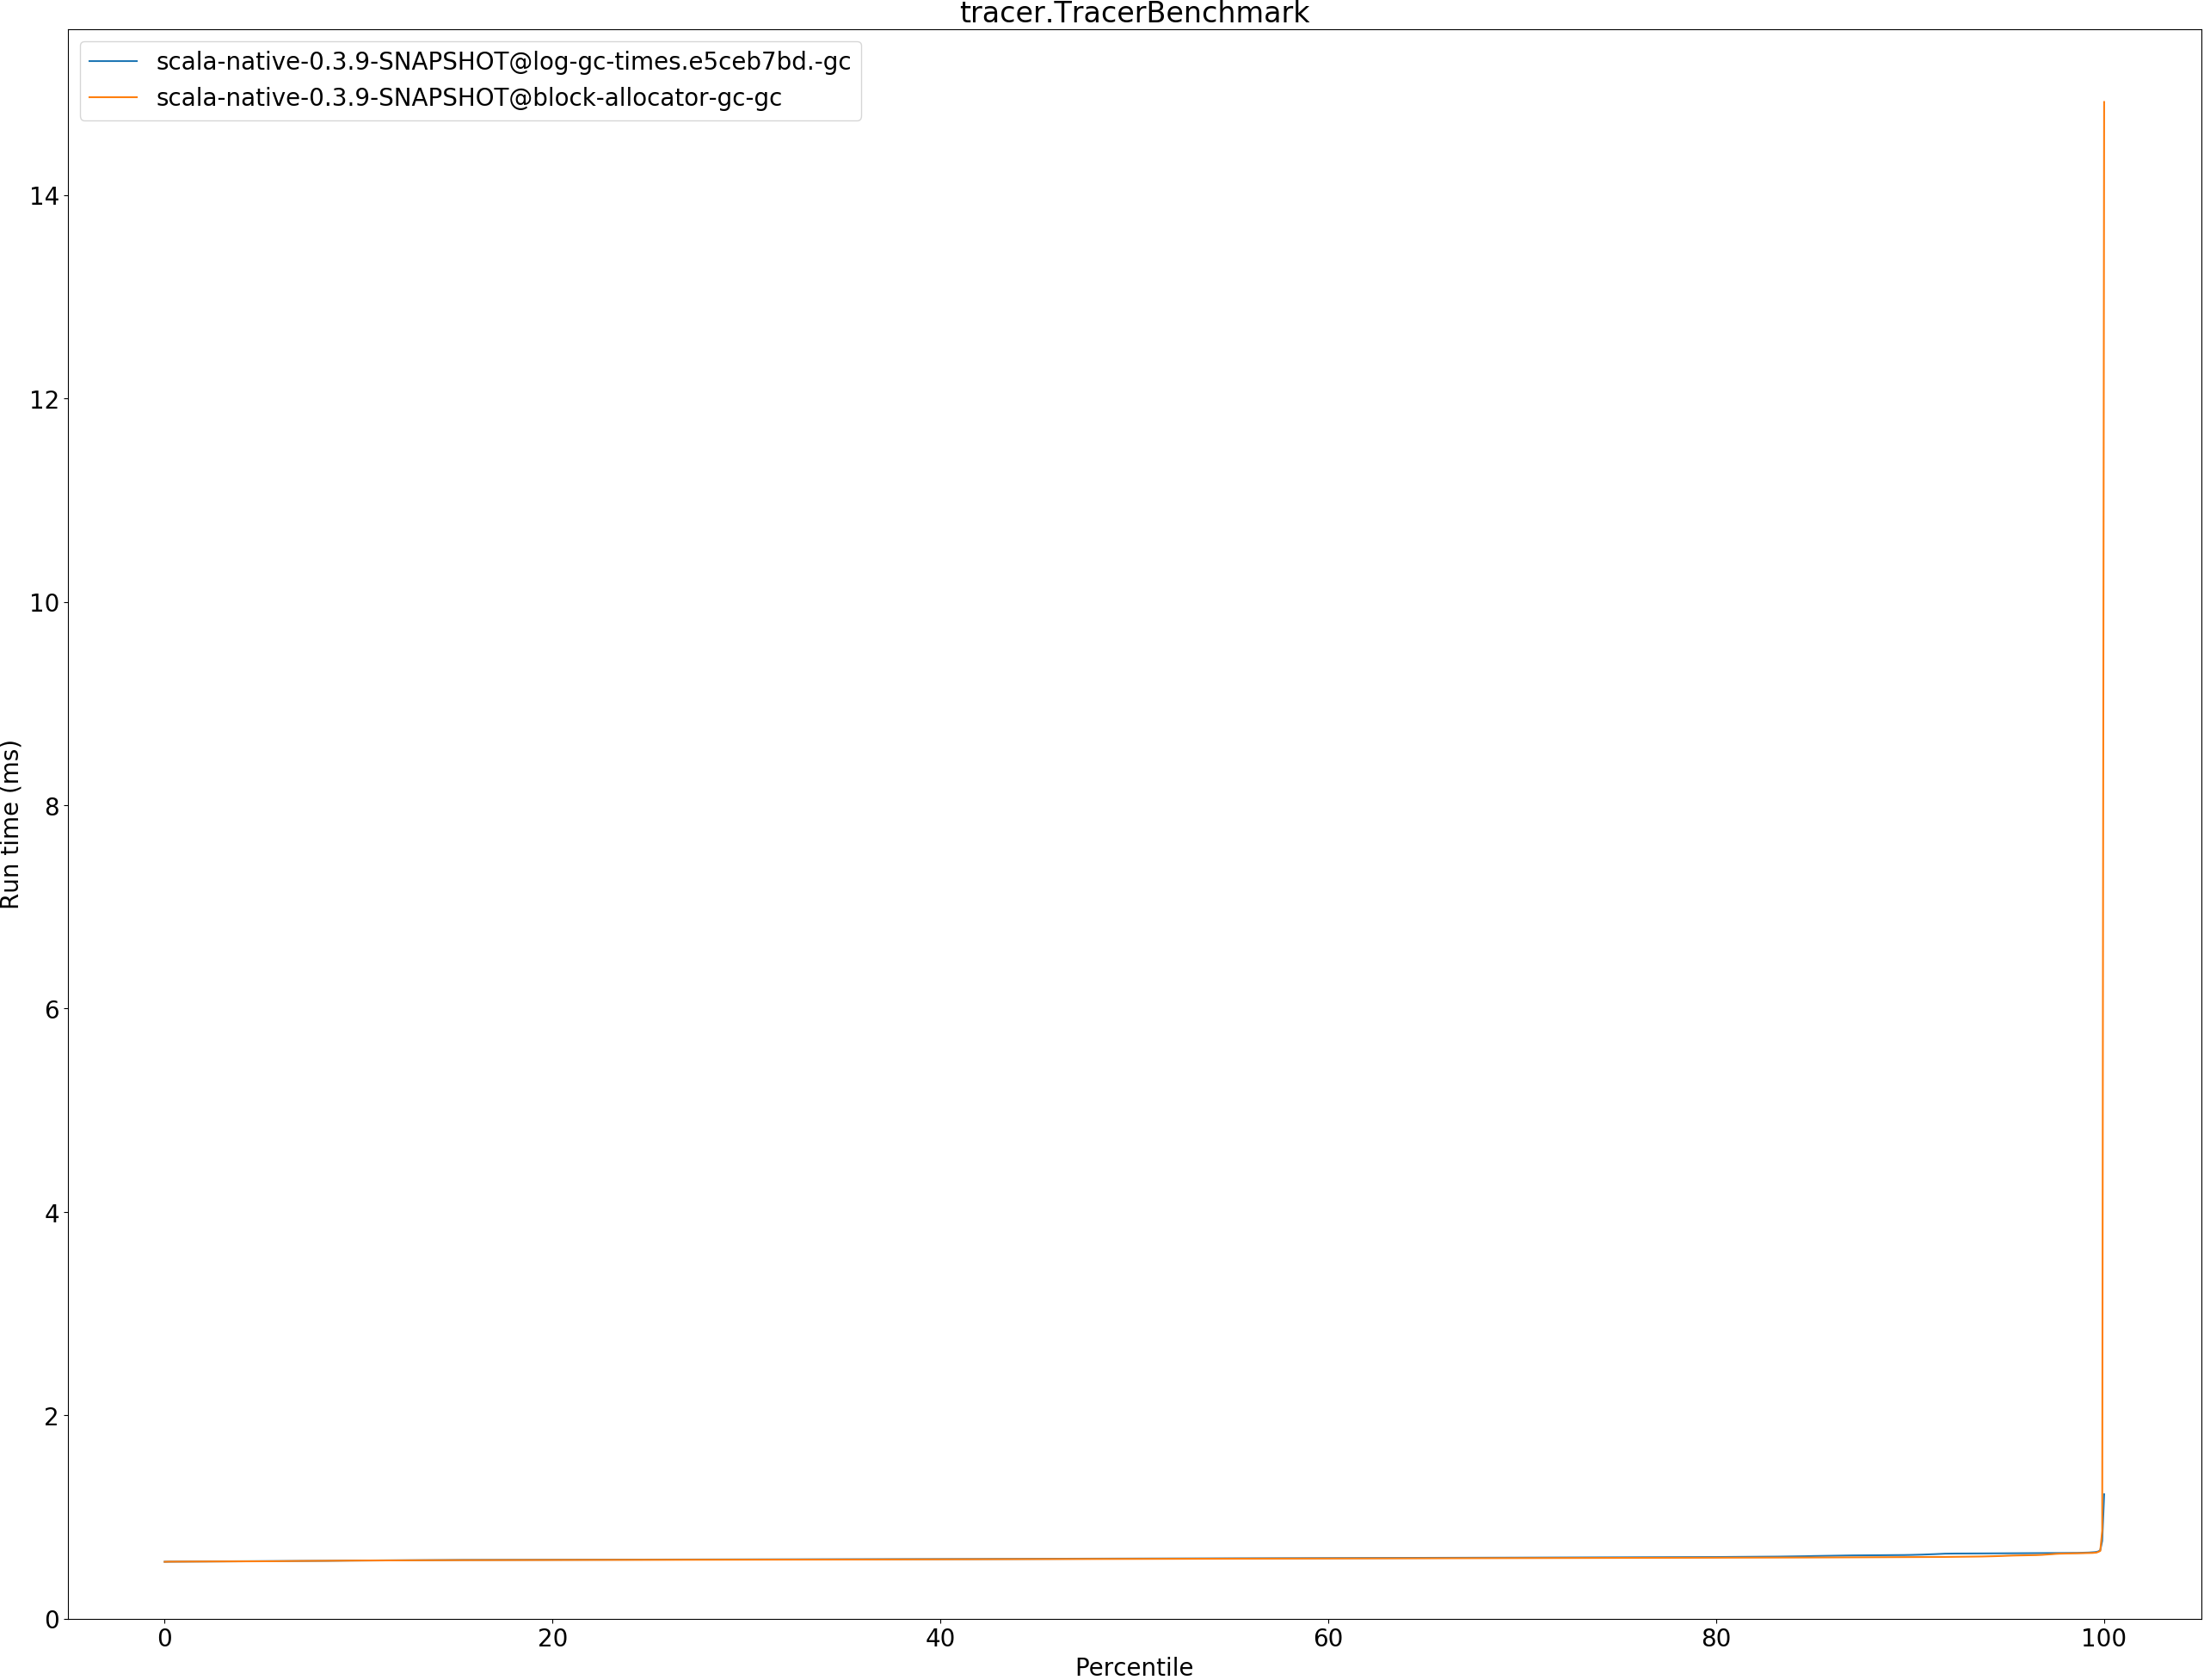 tracer.TracerBenchmark
scala-native-0.3.9-SNAPSHOT@log-gc-times.e5ceb7bd.-gc
scala-native-0.3.9-SNAPSHOT@block-allocator-gc-gc
14
12
10
8
6
4
2
0
Run time (ms)
0 20 40 60 80 100
Percentile